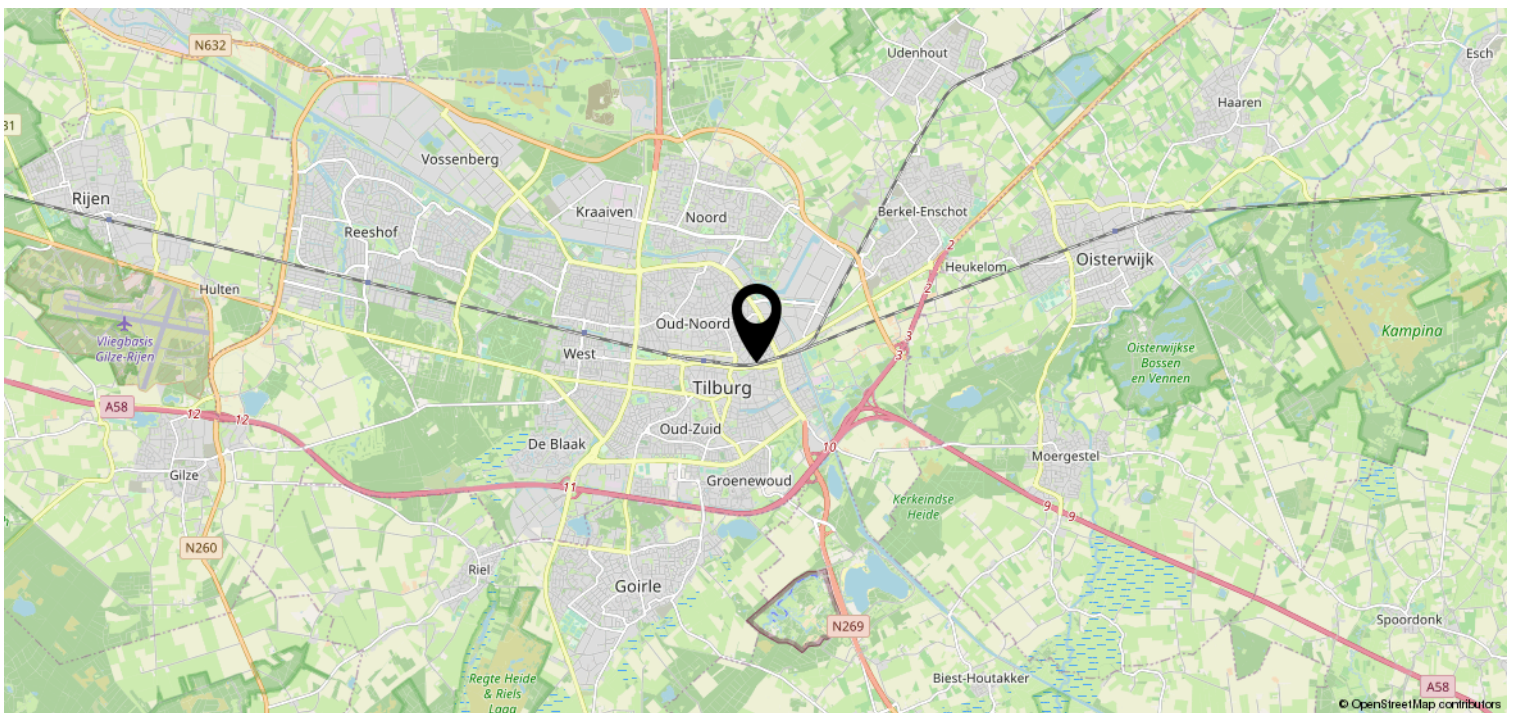 N632
Udenhout
Esch
Haaren
31
Vossenberg
Rijen
Kraaiven
Noord
Berkel-Enschot
Reeshof
2
Heukelom
Oisterwijk
Hulten
2
Vliegbasis
Gilze-Rijen
Oud-Noord
3
Kampina
West
3
Oisterwijkse
Bossen
en Vennen
Tilburg
A58
12
12
Oud-Zuid
De Blaak
10
Moergestel
Gilze
11
Groenewoud
Kerkeindse
Heide
9
9
N260
Riel
Goirle
N269
Spoordonk
Regte Heide
& Riels
Laag
Biest-Houtakker
A58
© OpenStreetMap contributors